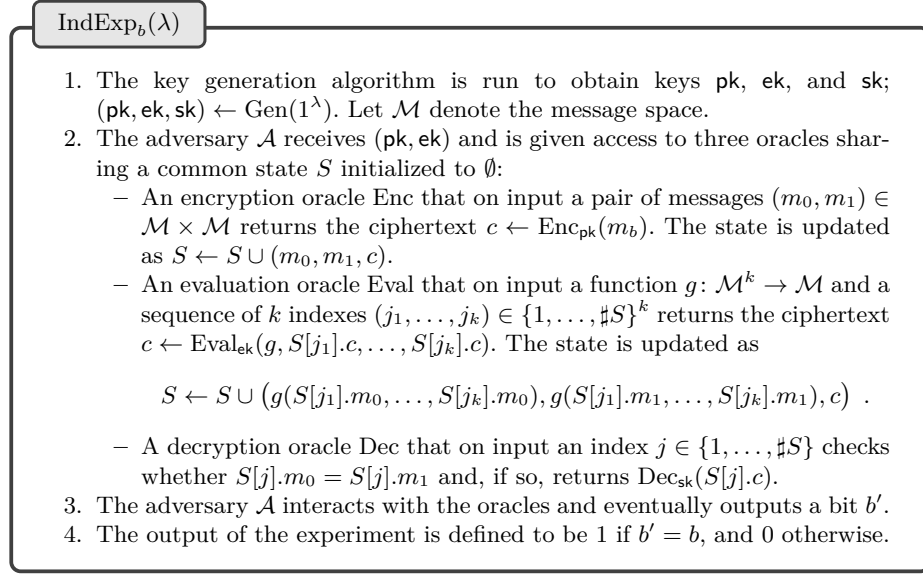 IndExp_b(λ)
1. The key generation algorithm is run to obtain keys pk, ek, and sk;
(pk, ek, sk) ← Gen(1^λ). Let ℳ denote the message space.
2. The adversary 𝒜 receives (pk, ek) and is given access to three oracles shar-
ing a common state S initialized to ∅:
– An encryption oracle Enc that on input a pair of messages (m_0, m_1) ∈
ℳ × ℳ returns the ciphertext c ← Enc_pk(m_b). The state is updated
as S ← S ∪ (m_0, m_1, c).
– An evaluation oracle Eval that on input a function g: ℳ^k → ℳ and a
sequence of k indexes (j_1, . . . , j_k) ∈ {1, . . . , ♯S}^k returns the ciphertext
c ← Eval_ek(g, S[j_1].c, . . . , S[j_k].c). The state is updated as
S ← S ∪ (g(S[j_1].m_0, . . . , S[j_k].m_0), g(S[j_1].m_1, . . . , S[j_k].m_1), c) .
– A decryption oracle Dec that on input an index j ∈ {1, . . . , ♯S} checks
whether S[j].m_0 = S[j].m_1 and, if so, returns Dec_sk(S[j].c).
3. The adversary 𝒜 interacts with the oracles and eventually outputs a bit b′.
4. The output of the experiment is defined to be 1 if b′ = b, and 0 otherwise.